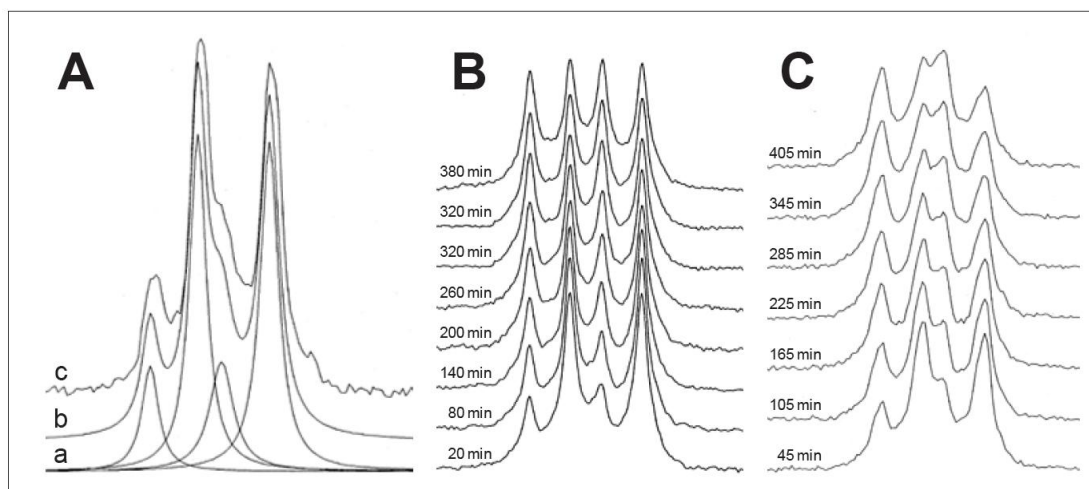 A
c
b
a
B
380 min
320 min
320 min
260 min
200 min
140 min
80 min
20 min
C
405 min
345 min
285 min
225 min
165 min
105 min
45 min